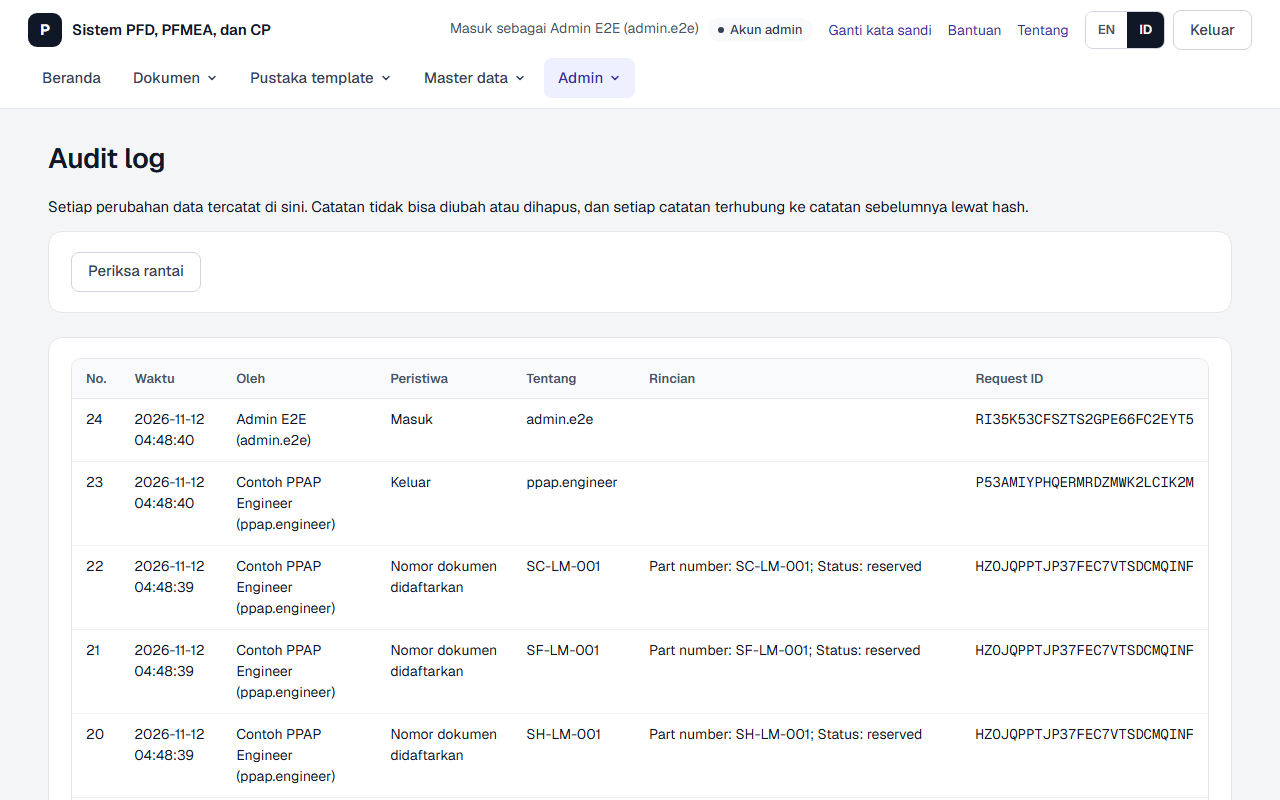 P Sistem PFD, PFMEA, dan CP Masuk sebagai Admin E2E (admin.e2e) Akun admin Ganti kata sandi Bantuan Tentang EN ID Keluar
Beranda Dokumen Pustaka template Master data Admin
Audit log
Setiap perubahan data tercatat di sini. Catatan tidak bisa diubah atau dihapus, dan setiap catatan terhubung ke catatan sebelumnya lewat hash.
Periksa rantai
No. Waktu Oleh Peristiwa Tentang Rincian Request ID
24 2026-11-12 Admin E2E Masuk admin.e2e RI35K53CFSZTS2GPE66FC2EYT5
04:48:40 (admin.e2e)
23 2026-11-12 Contoh PPAP Keluar ppap.engineer P53AMIYPHQERMRDZMWK2LCIK2M
04:48:40 Engineer
(ppap.engineer)
22 2026-11-12 Contoh PPAP Nomor dokumen SC-LM-001 Part number: SC-LM-001; Status: reserved HZOJQPPTJP37FEC7VTSDCMQINF
04:48:39 Engineer didaftarkan
(ppap.engineer)
21 2026-11-12 Contoh PPAP Nomor dokumen SF-LM-001 Part number: SF-LM-001; Status: reserved HZOJQPPTJP37FEC7VTSDCMQINF
04:48:39 Engineer didaftarkan
(ppap.engineer)
20 2026-11-12 Contoh PPAP Nomor dokumen SH-LM-001 Part number: SH-LM-001; Status: reserved HZOJQPPTJP37FEC7VTSDCMQINF
04:48:39 Engineer didaftarkan
(ppap.engineer)